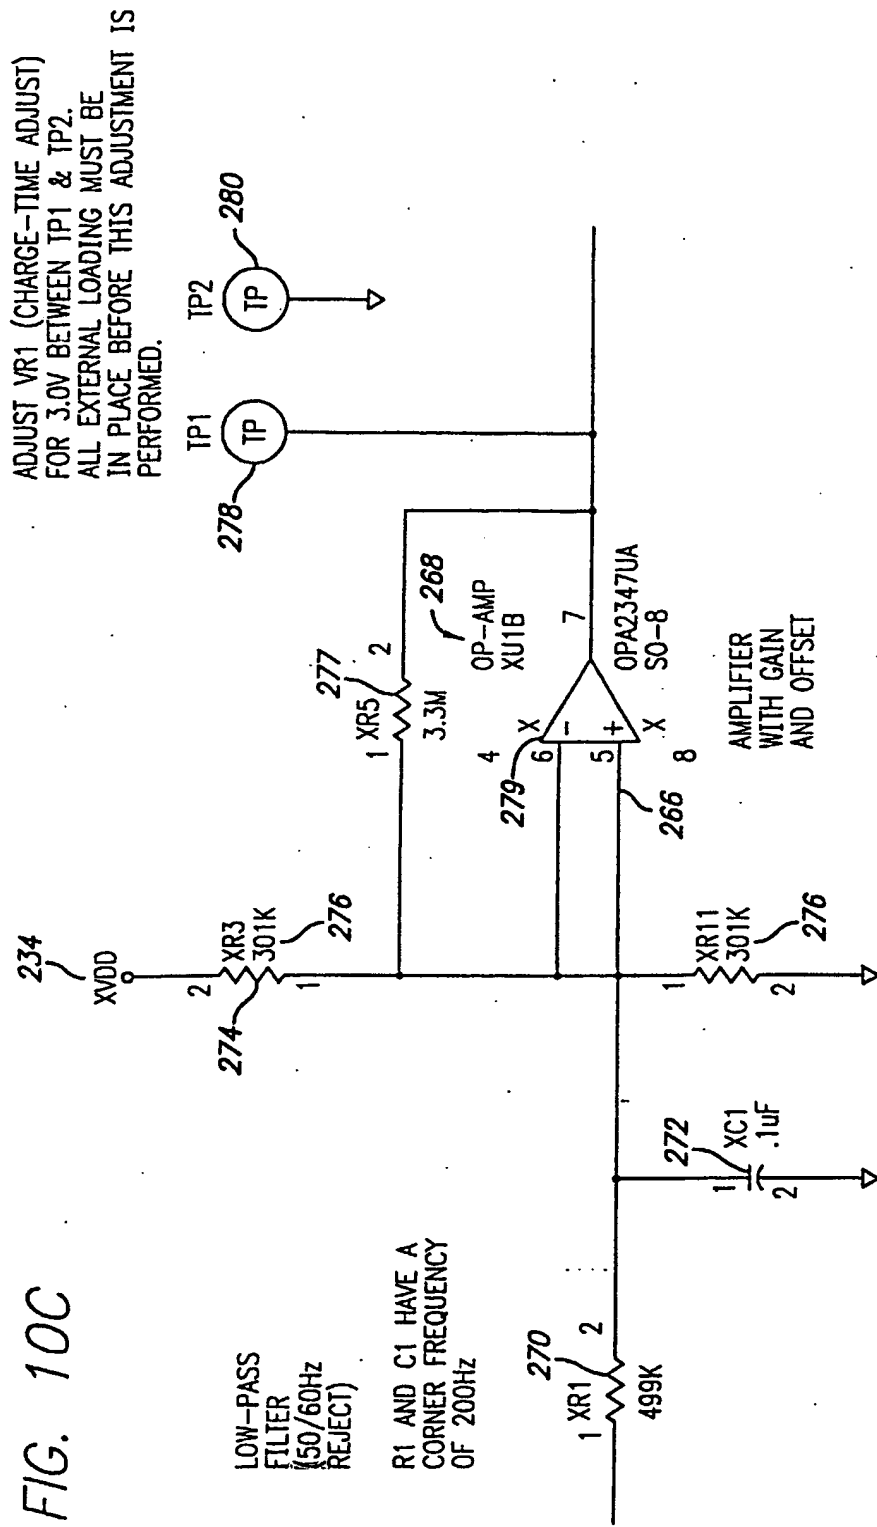 FIG. 10C
ADJUST VR1 (CHARGE-TIME ADJUST)
FOR 3.0V BETWEEN TP1 & TP2.
ALL EXTERNAL LOADING MUST BE
IN PLACE BEFORE THIS ADJUSTMENT IS
PERFORMED.
LOW-PASS
FILTER
(50/60Hz
REJECT)
R1 AND C1 HAVE A
CORNER FREQUENCY
OF 200Hz
234
XVDD
2
XR3
301K
274
276
1
TP1
TP
278
TP2
TP
280
277
XR5
1
2
3.3M
268
OP-AMP
XU1B
279
4
X
6
-
5
+
X
8
7
OPA2347UA
SO-8
266
AMPLIFIER
WITH GAIN
AND OFFSET
270
1
XR1
2
499K
272
1
XC1
.1uF
2
1
XR11
301K
276
2